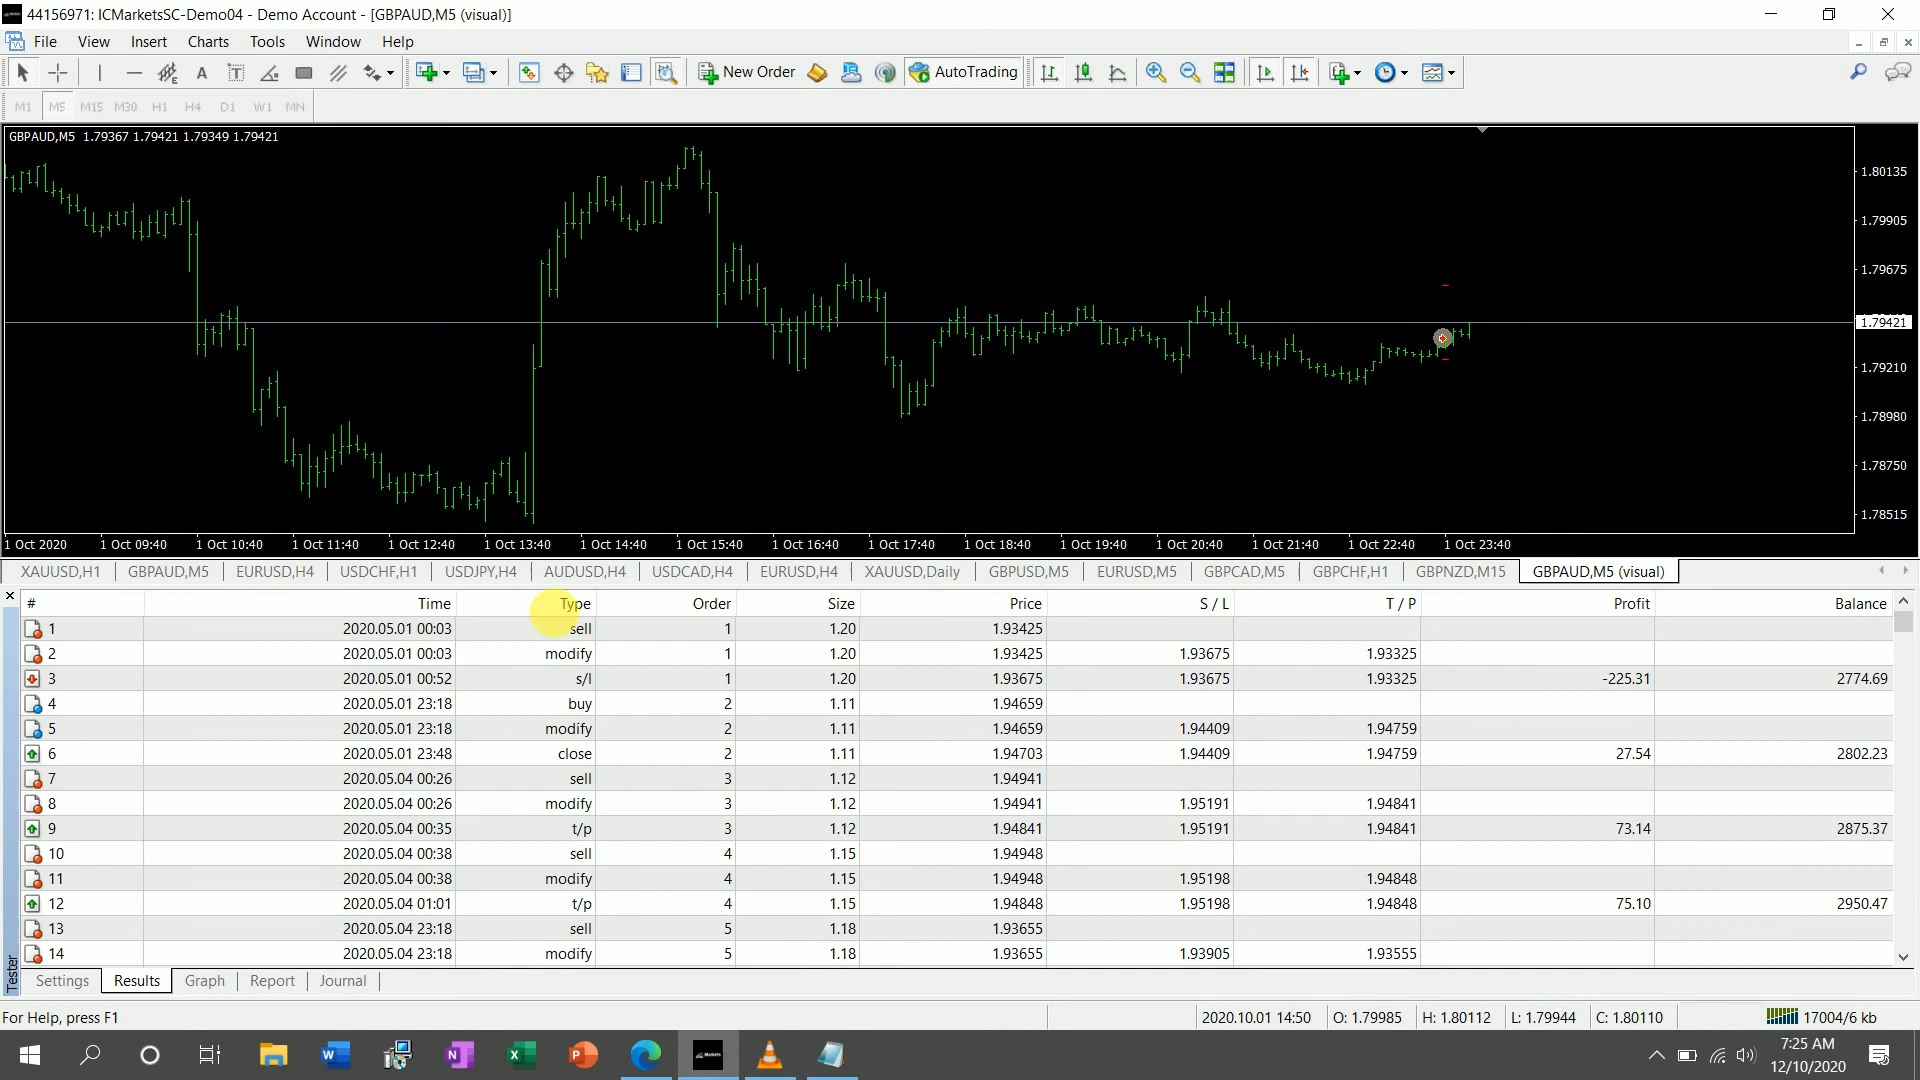 44156971: ICMarketsSC-Demo04 - Demo Account - [GBPAUD,M5 (visual)]
File View Insert Charts Tools Window Help
A T New Order AutoTrading
M1 M5 M15 M30 H1 H4 D1 W1 MN
GBPAUD,M5 1.79367 1.79421 1.79349 1.79421
1.80135
1.79905
1.79675
1.79421
1.79210
1.78980
1.78750
1.78515
1 Oct 2020 1 Oct 09:40 1 Oct 10:40 1 Oct 11:40 1 Oct 12:40 1 Oct 13:40 1 Oct 14:40 1 Oct 15:40 1 Oct 16:40 1 Oct 17:40 1 Oct 18:40 1 Oct 19:40 1 Oct 20:40 1 Oct 21:40 1 Oct 22:40 1 Oct 23:40
XAUUSD,H1 GBPAUD,M5 EURUSD,H4 USDCHF,H1 USDJPY,H4 AUDUSD,H4 USDCAD,H4 EURUSD,H4 XAUUSD,Daily GBPUSD,M5 EURUSD,M5 GBPCAD,M5 GBPCHF,H1 GBPNZD,M15 GBPAUD,M5 (visual)
# Time Type Order Size Price S / L T / P Profit Balance
1 2020.05.01 00:03 sell 1 1.20 1.93425
2 2020.05.01 00:03 modify 1 1.20 1.93425 1.93675 1.93325
3 2020.05.01 00:52 s/l 1 1.20 1.93675 1.93675 1.93325 -225.31 2774.69
4 2020.05.01 23:18 buy 2 1.11 1.94659
5 2020.05.01 23:18 modify 2 1.11 1.94659 1.94409 1.94759
6 2020.05.01 23:48 close 2 1.11 1.94703 1.94409 1.94759 27.54 2802.23
7 2020.05.04 00:26 sell 3 1.12 1.94941
8 2020.05.04 00:26 modify 3 1.12 1.94941 1.95191 1.94841
9 2020.05.04 00:35 t/p 3 1.12 1.94841 1.95191 1.94841 73.14 2875.37
10 2020.05.04 00:38 sell 4 1.15 1.94948
11 2020.05.04 00:38 modify 4 1.15 1.94948 1.95198 1.94848
12 2020.05.04 01:01 t/p 4 1.15 1.94848 1.95198 1.94848 75.10 2950.47
13 2020.05.04 23:18 sell 5 1.18 1.93655
14 2020.05.04 23:18 modify 5 1.18 1.93655 1.93905 1.93555
Tester
Settings Results Graph Report Journal
For Help, press F1 2020.10.01 14:50 O: 1.79985 H: 1.80112 L: 1.79944 C: 1.80110 17004/6 kb
7:25 AM
12/10/2020